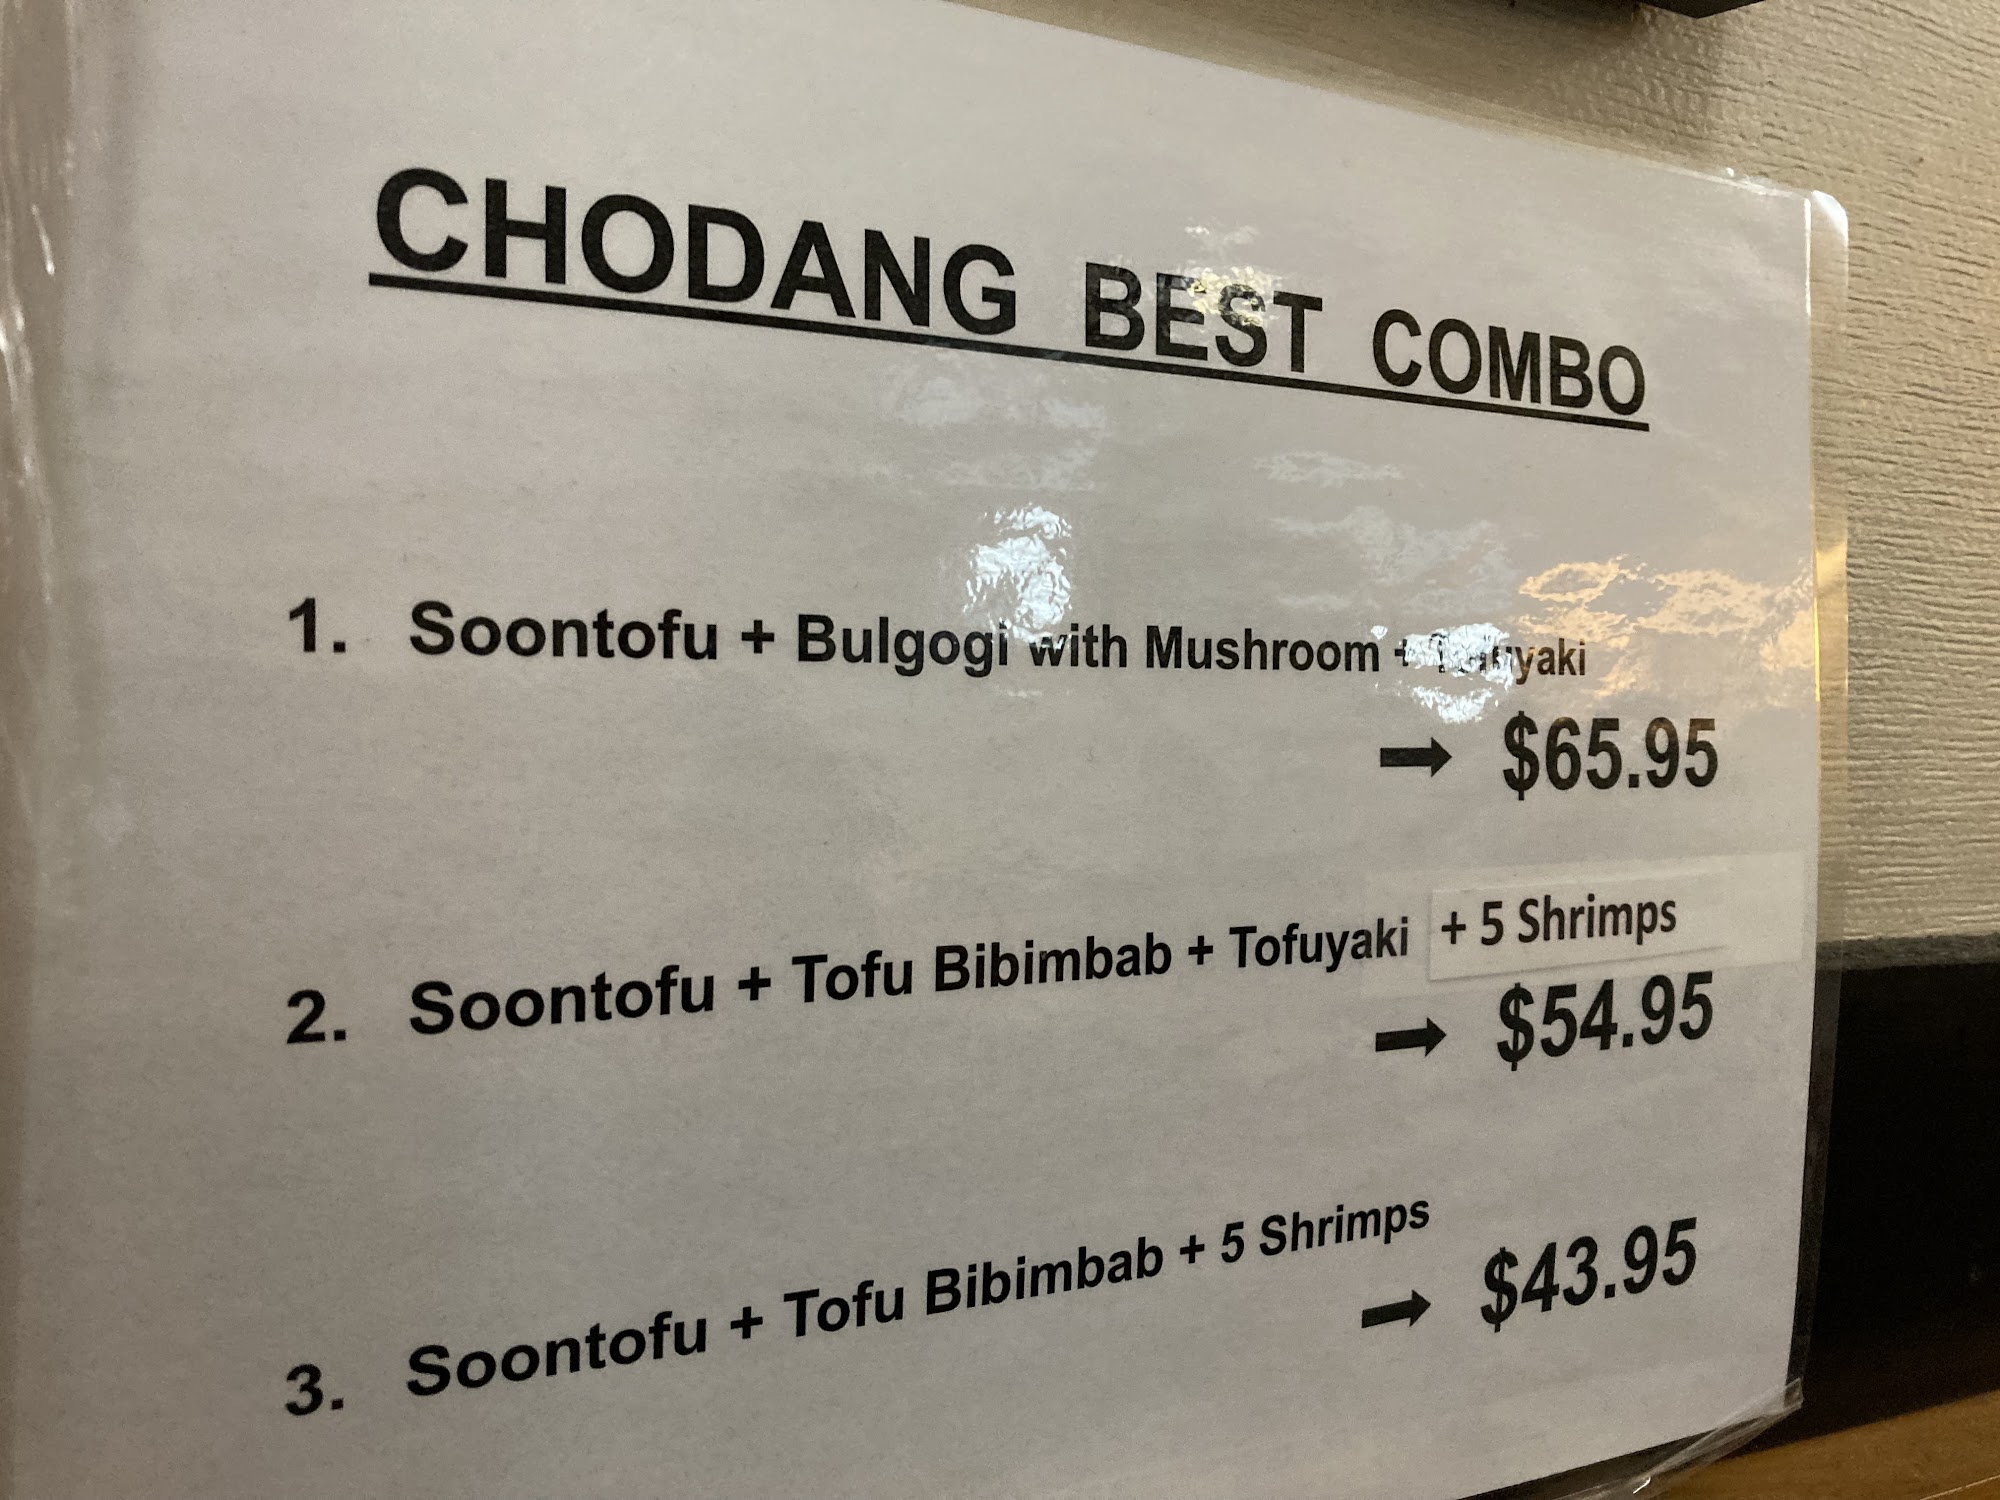 CHODANG BEST COMBO
1. Soontofu + Bulgogi with Mushroom + Tofuyaki
→ $65.95
2. Soontofu + Tofu Bibimbab + Tofuyaki + 5 Shrimps
→ $54.95
3. Soontofu + Tofu Bibimbab + 5 Shrimps
→ $43.95